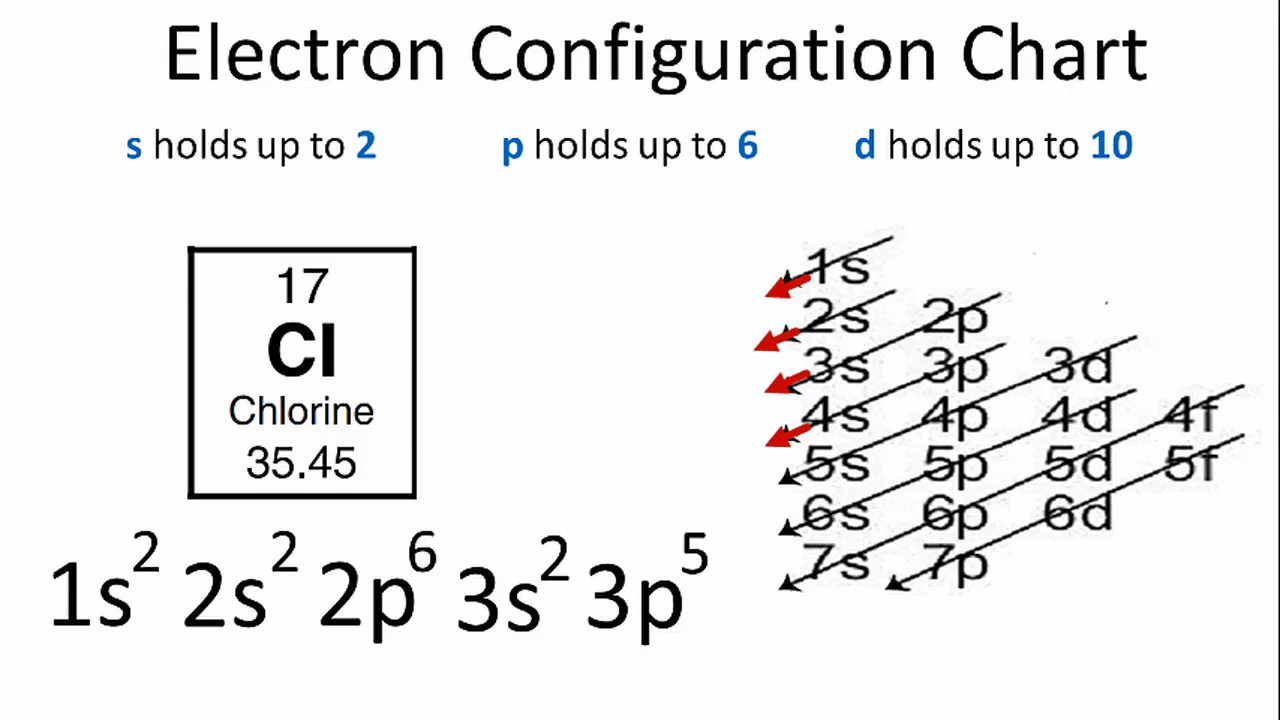 Electron Configuration Chart
s holds up to 2 p holds up to 6 d holds up to 10
17
Cl
Chlorine
35.45
1s² 2s² 2p⁶ 3s² 3p⁵
1s
2s 2p
3s 3p 3d
4s 4p 4d 4f
5s 5p 5d 5f
6s 6p 6d
7s 7p